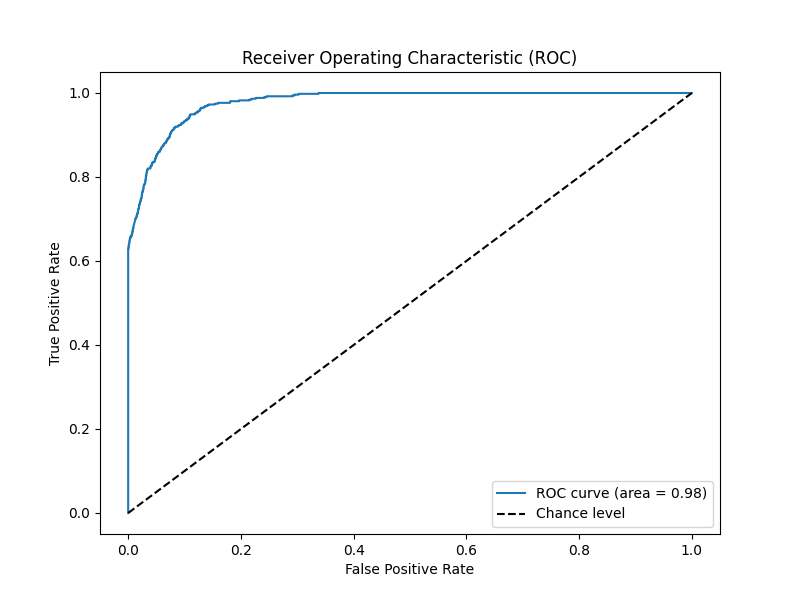 Receiver Operating Characteristic (ROC)
True Positive Rate
1.0
0.8
0.6
0.4
0.2
0.0
ROC curve (area = 0.98)
Chance level
0.0 0.2 0.4 0.6 0.8 1.0
False Positive Rate